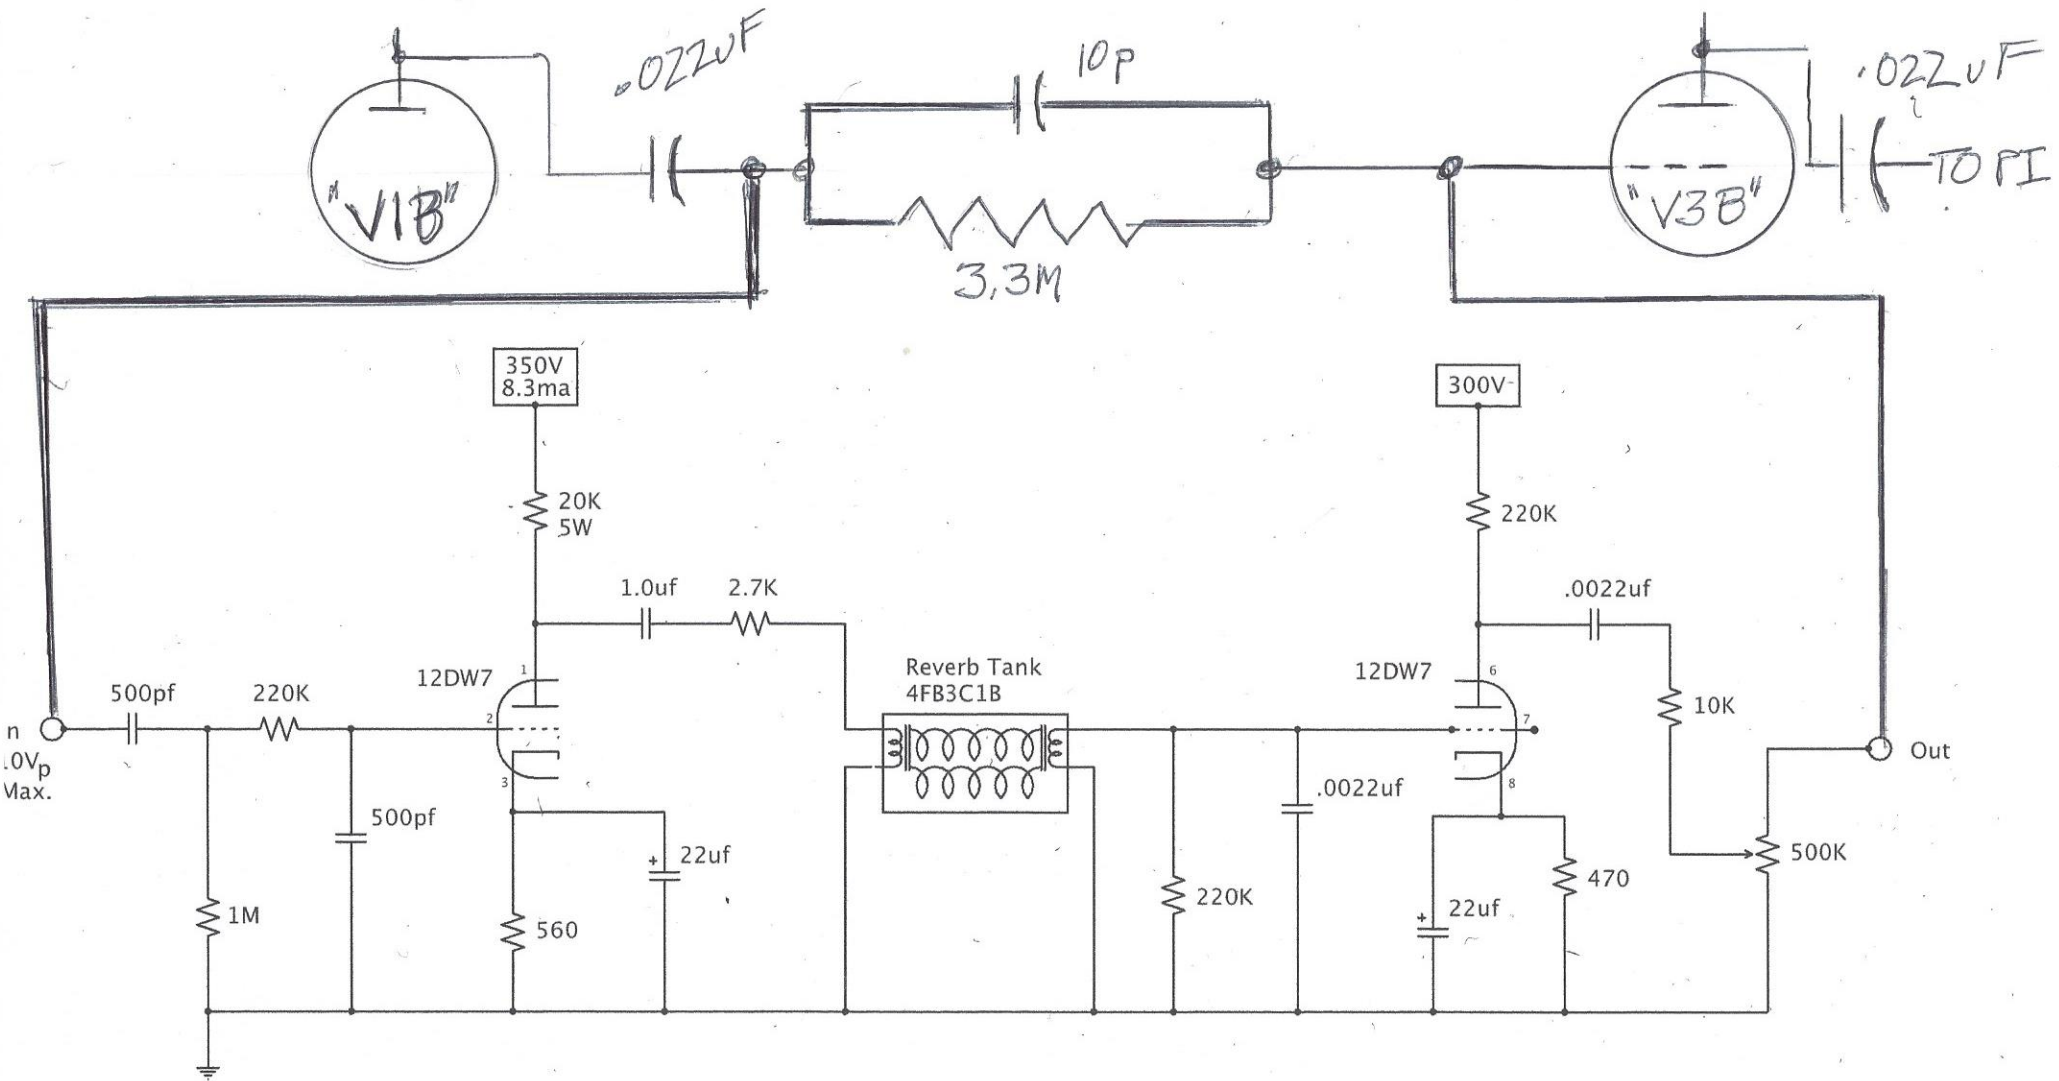 .022uF
10p
.022uF
"V1B"
"V3B"
TO PI
3,3M
350V
8.3ma
300V
20K
5W
220K
1.0uf
2.7K
.0022uf
Reverb Tank
4FB3C1B
12DW7
1
12DW7
6
500pf
220K
2
7
10K
n
.0Vp
Max.
Out
3
8
.0022uf
500pf
500K
+
22uf
470
220K
+
22uf
1M
560